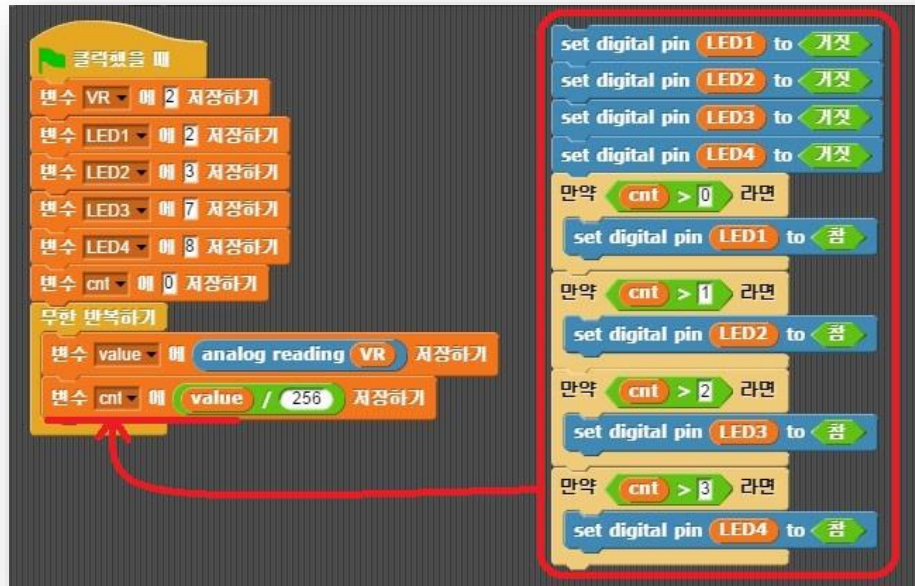 클릭했을 때
변수 VR 에 2 저장하기
변수 LED1 에 2 저장하기
변수 LED2 에 3 저장하기
변수 LED3 에 7 저장하기
변수 LED4 에 8 저장하기
변수 cnt 에 0 저장하기
무한 반복하기
변수 value 에 analog reading VR 저장하기
변수 cnt 에 value / 256 저장하기
set digital pin LED1 to 거짓
set digital pin LED2 to 거짓
set digital pin LED3 to 거짓
set digital pin LED4 to 거짓
만약 cnt > 0 라면
set digital pin LED1 to 참
만약 cnt > 1 라면
set digital pin LED2 to 참
만약 cnt > 2 라면
set digital pin LED3 to 참
만약 cnt > 3 라면
set digital pin LED4 to 참